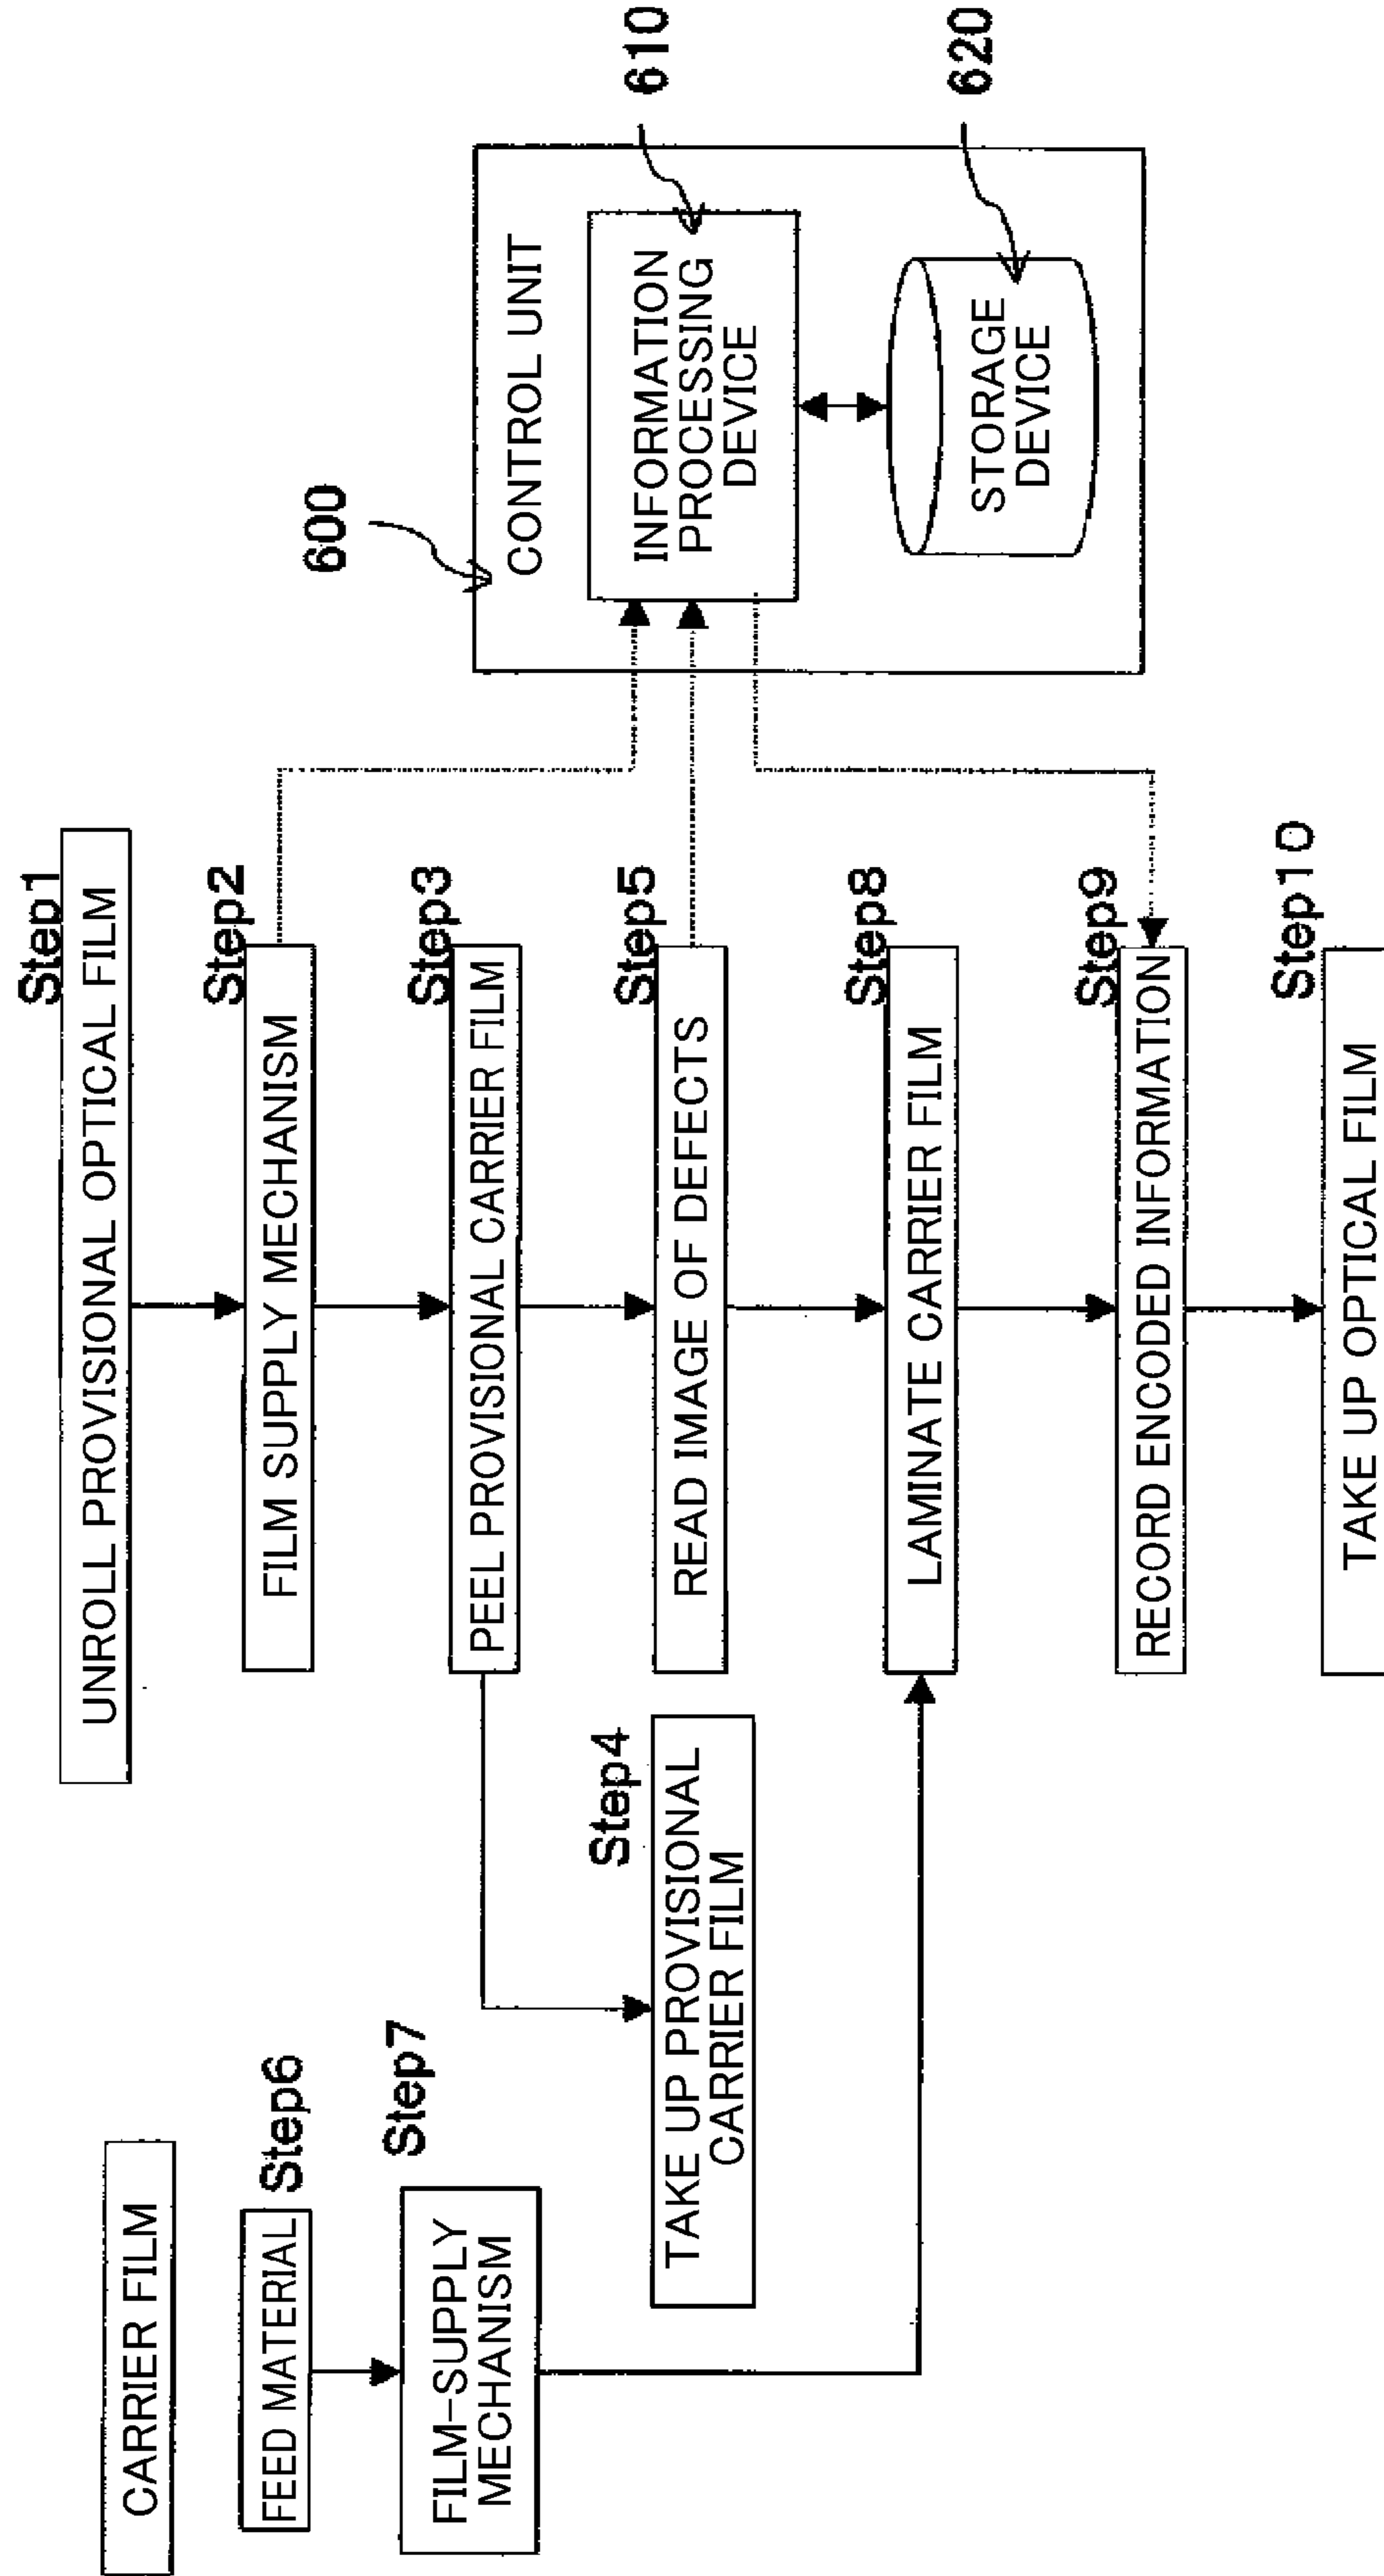 CARRIER FILM
FEED MATERIAL
Step6
FILM-SUPPLY
MECHANISM
Step7
TAKE UP PROVISIONAL
CARRIER FILM
Step4
UNROLL PROVISIONAL OPTICAL FILM
Step1
FILM SUPPLY MECHANISM
Step2
PEEL PROVISIONAL CARRIER FILM
Step3
READ IMAGE OF DEFECTS
Step5
LAMINATE CARRIER FILM
Step8
RECORD ENCODED INFORMATION
Step9
TAKE UP OPTICAL FILM
Step10
600
CONTROL UNIT
INFORMATION
PROCESSING
DEVICE
610
STORAGE
DEVICE
620